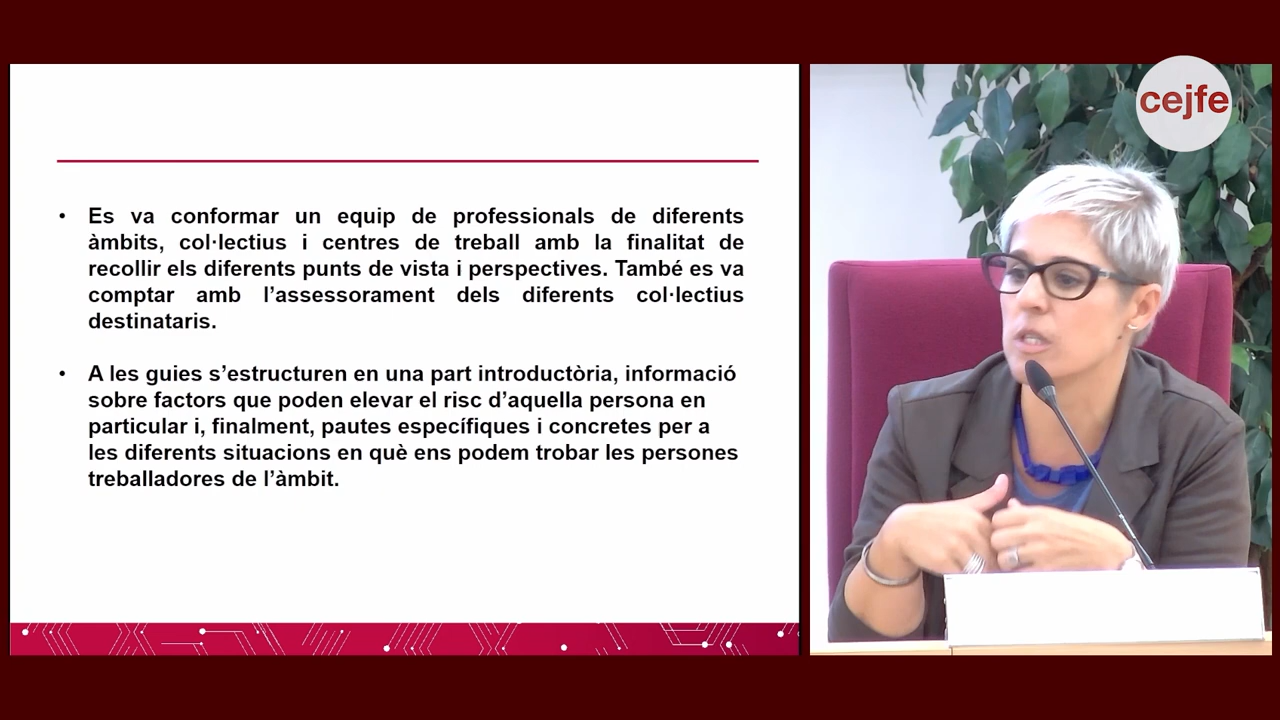 cejfe
• Es va conformar un equip de professionals de diferents
àmbits, col·lectius i centres de treball amb la finalitat de
recollir els diferents punts de vista i perspectives. També es va
comptar amb l’assessorament dels diferents col·lectius
destinataris.
• A les guies s’estructuren en una part introductòria, informació
sobre factors que poden elevar el risc d’aquella persona en
particular i, finalment, pautes específiques i concretes per a
les diferents situacions en què ens podem trobar les persones
treballadores de l’àmbit.